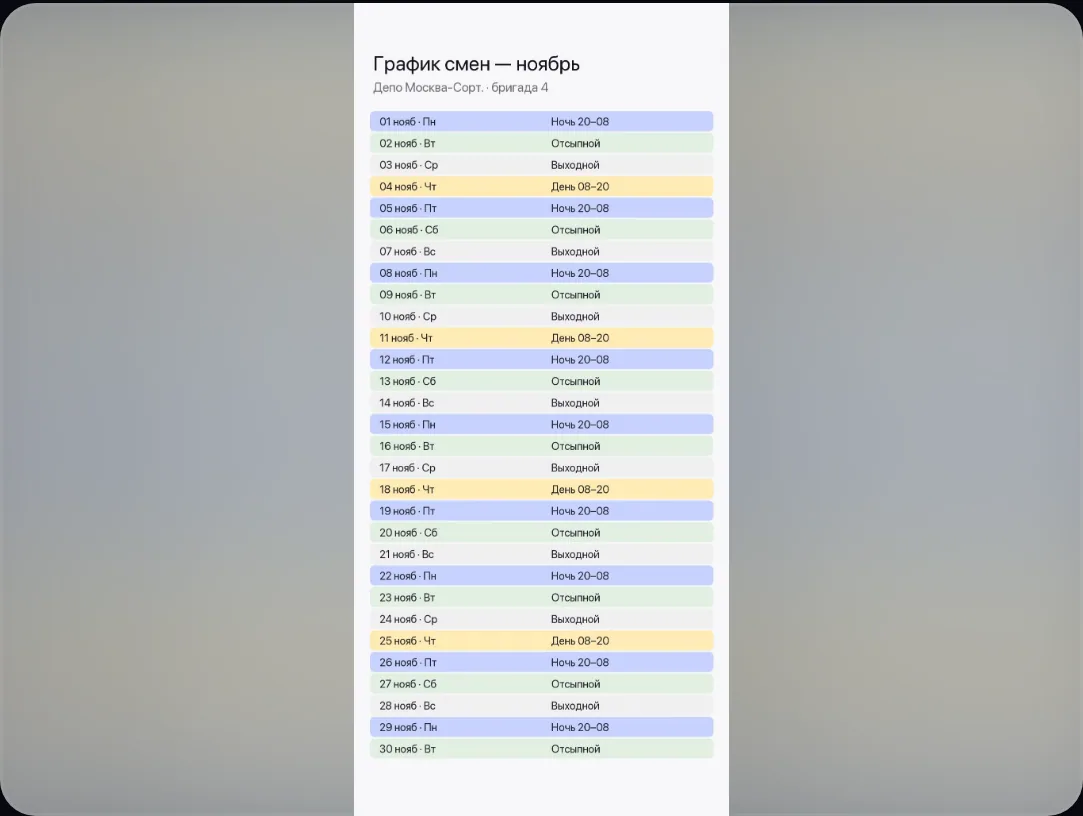 График смен — ноябрь
Депо Москва-Сорт. · бригада 4
01 нояб · Пн Ночь 20–08
02 нояб · Вт Отсыпной
03 нояб · Ср Выходной
04 нояб · Чт День 08–20
05 нояб · Пт Ночь 20–08
06 нояб · Сб Отсыпной
07 нояб · Вс Выходной
08 нояб · Пн Ночь 20–08
09 нояб · Вт Отсыпной
10 нояб · Ср Выходной
11 нояб · Чт День 08–20
12 нояб · Пт Ночь 20–08
13 нояб · Сб Отсыпной
14 нояб · Вс Выходной
15 нояб · Пн Ночь 20–08
16 нояб · Вт Отсыпной
17 нояб · Ср Выходной
18 нояб · Чт День 08–20
19 нояб · Пт Ночь 20–08
20 нояб · Сб Отсыпной
21 нояб · Вс Выходной
22 нояб · Пн Ночь 20–08
23 нояб · Вт Отсыпной
24 нояб · Ср Выходной
25 нояб · Чт День 08–20
26 нояб · Пт Ночь 20–08
27 нояб · Сб Отсыпной
28 нояб · Вс Выходной
29 нояб · Пн Ночь 20–08
30 нояб · Вт Отсыпной